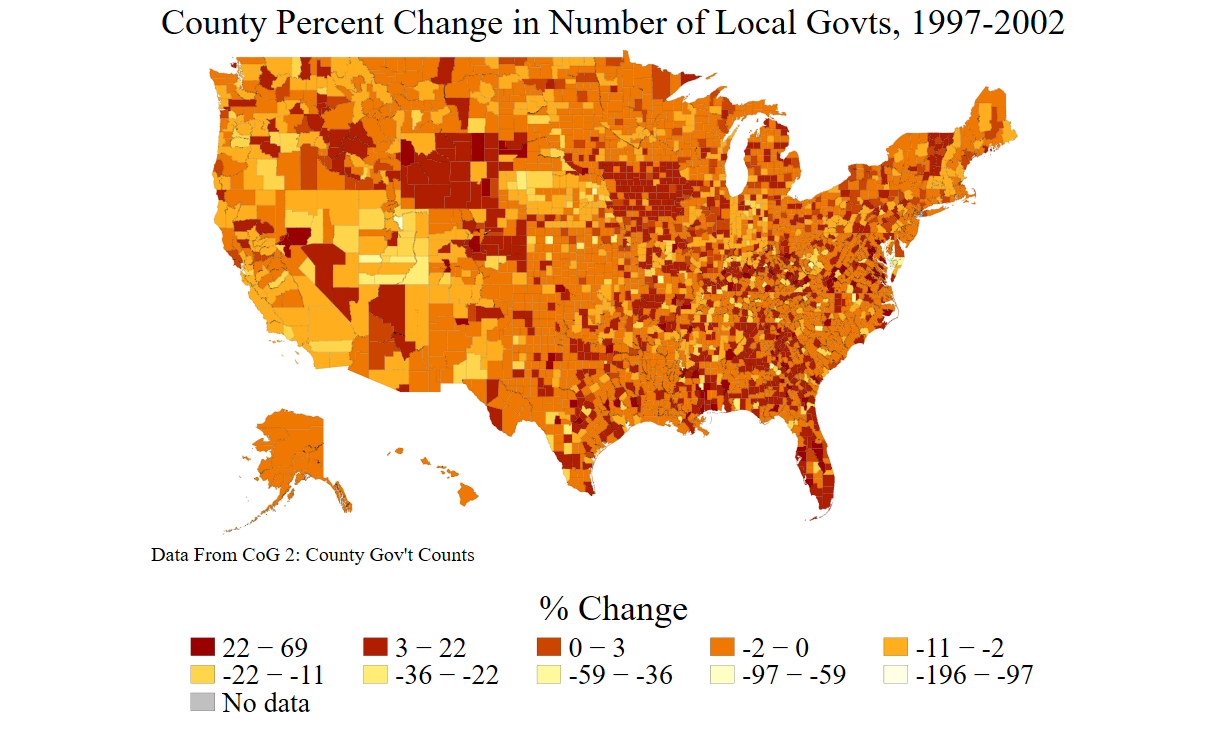 County Percent Change in Number of Local Govts, 1997-2002
Data From CoG 2: County Gov't Counts
% Change
22 − 69 3 − 22 0 − 3 -2 − 0 -11 − -2
-22 − -11 -36 − -22 -59 − -36 -97 − -59 -196 − -97
No data